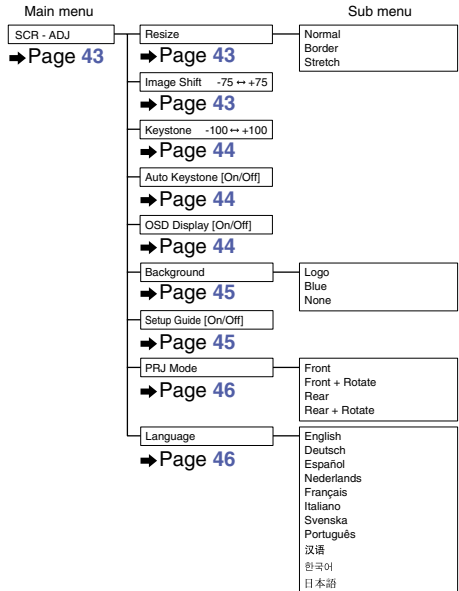 Main menu
Sub menu
SCR - ADJ
➡Page 43
Resize
➡Page 43
Normal
Border
Stretch
Image Shift -75 ↔ +75
➡Page 43
Keystone -100 ↔ +100
➡Page 44
Auto Keystone [On/Off]
➡Page 44
OSD Display [On/Off]
➡Page 44
Background
➡Page 45
Logo
Blue
None
Setup Guide [On/Off]
➡Page 45
PRJ Mode
➡Page 46
Front
Front + Rotate
Rear
Rear + Rotate
Language
➡Page 46
English
Deutsch
Español
Nederlands
Français
Italiano
Svenska
Português
汉语
한국어
日本語